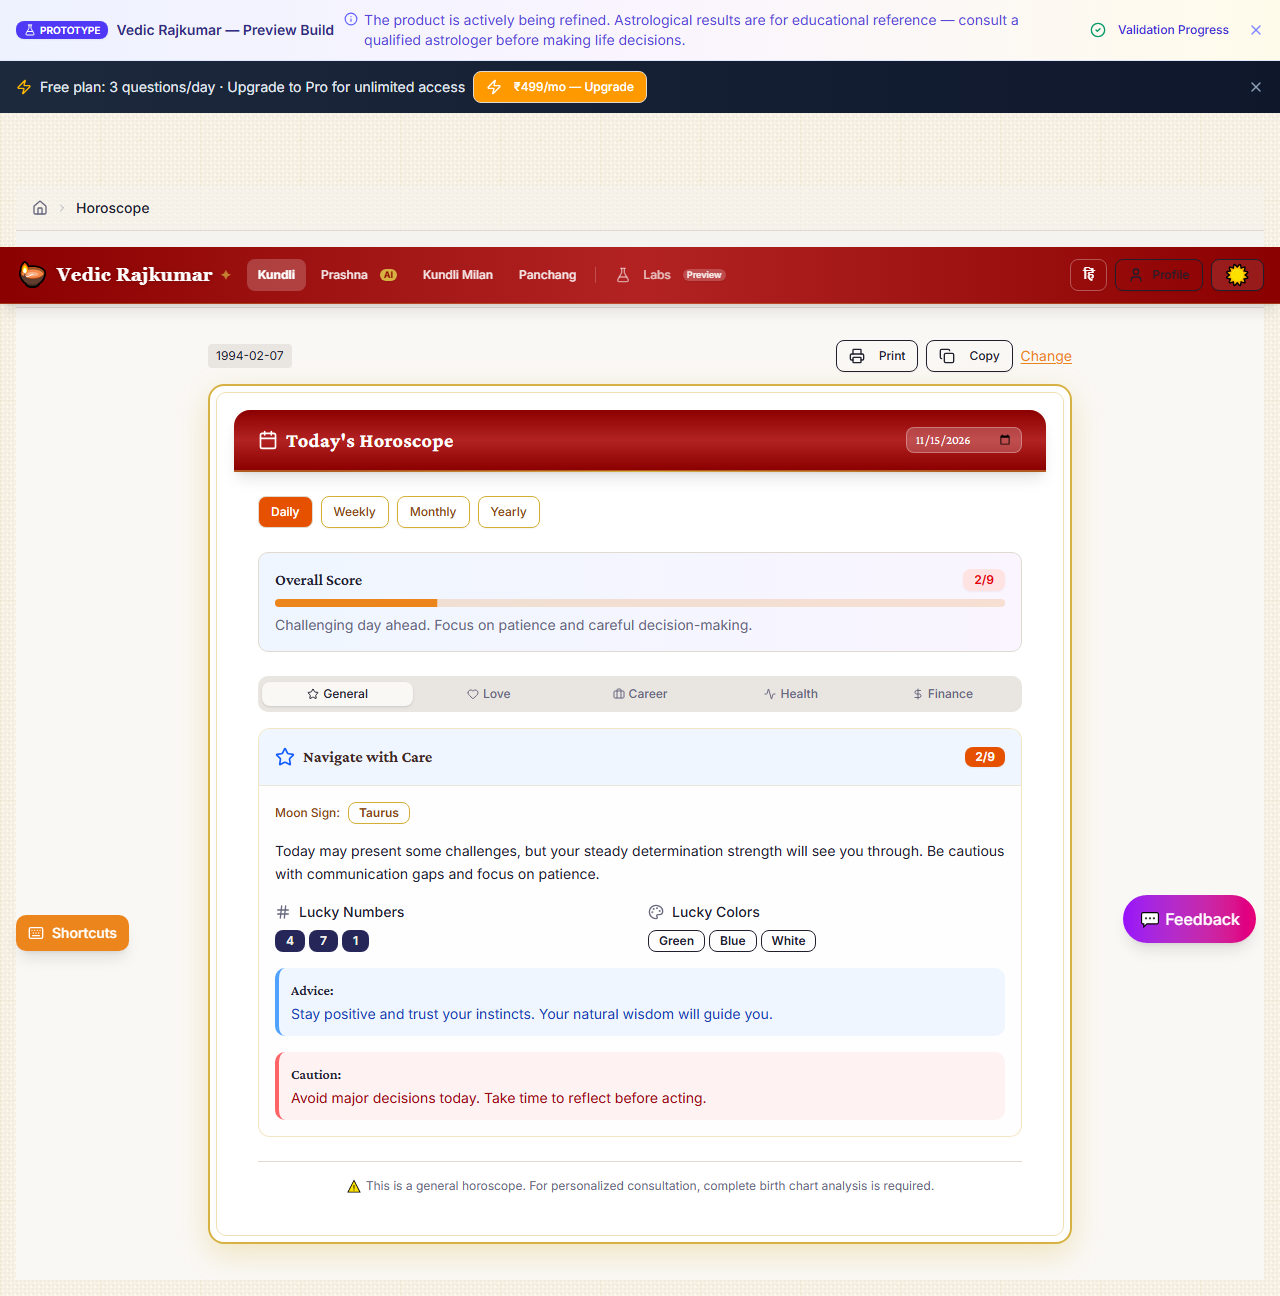 PROTOTYPE Vedic Rajkumar — Preview Build
The product is actively being refined. Astrological results are for educational reference — consult a
qualified astrologer before making life decisions.
Validation Progress
Free plan: 3 questions/day · Upgrade to Pro for unlimited access
₹499/mo — Upgrade
Horoscope
Vedic Rajkumar
Kundli
Prashna AI
Kundli Milan
Panchang
Labs Preview
हि
Profile
1994-02-07
Print
Copy
Change
Today's Horoscope
11/15/2026
Daily
Weekly
Monthly
Yearly
Overall Score
2/9
Challenging day ahead. Focus on patience and careful decision-making.
General
Love
Career
Health
Finance
Navigate with Care
2/9
Moon Sign: Taurus
Today may present some challenges, but your steady determination strength will see you through. Be cautious
with communication gaps and focus on patience.
Lucky Numbers
4 7 1
Lucky Colors
Green Blue White
Advice:
Stay positive and trust your instincts. Your natural wisdom will guide you.
Caution:
Avoid major decisions today. Take time to reflect before acting.
⚠️ This is a general horoscope. For personalized consultation, complete birth chart analysis is required.
Shortcuts
Feedback